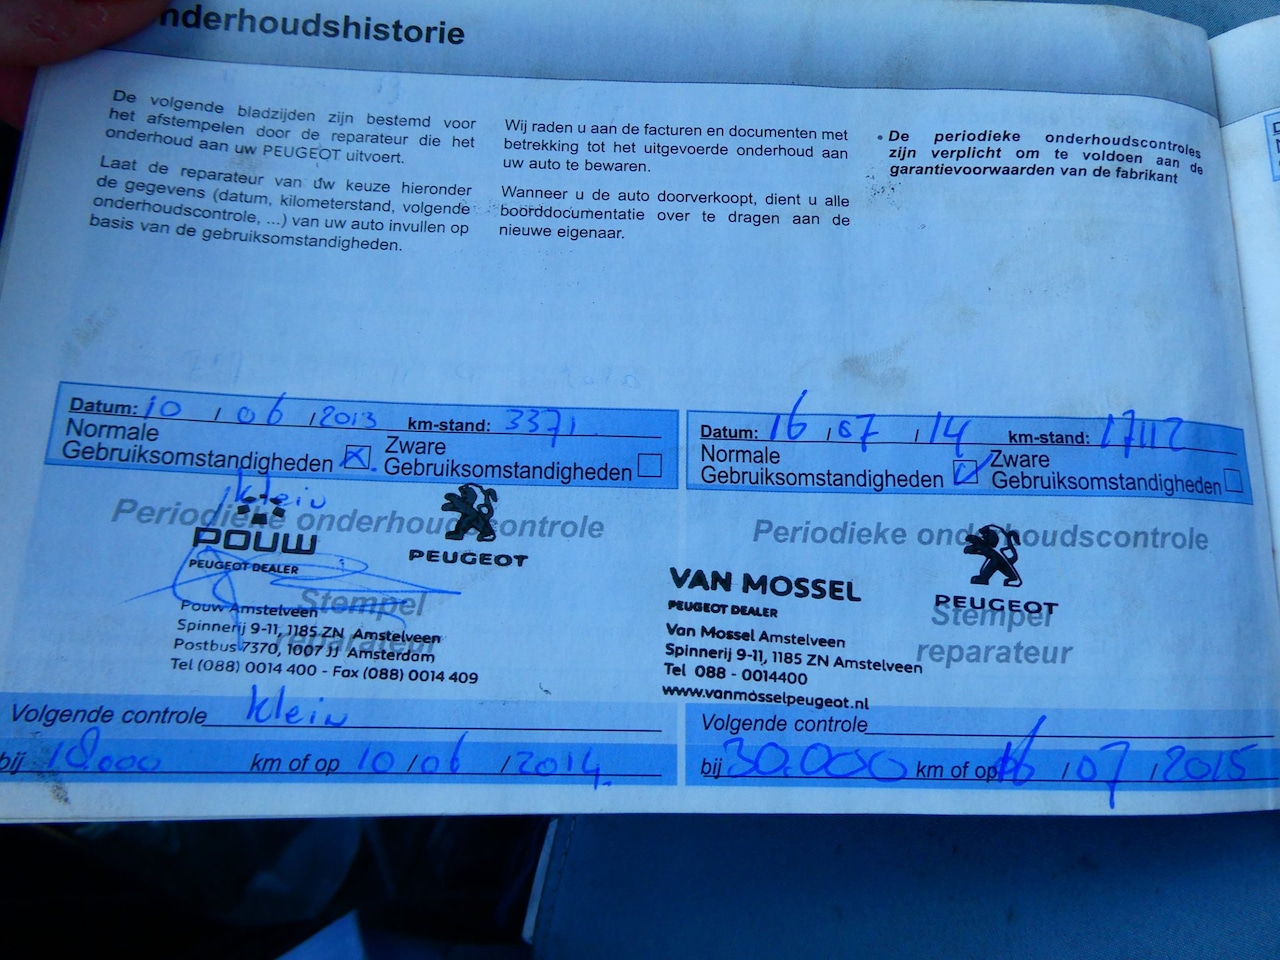 nderhoudshistorie
De volgende bladzijden zijn bestemd voor
het afstempelen door de reparateur die het
onderhoud aan uw PEUGEOT uitvoert.
Laat de reparateur van uw keuze hieronder
de gegevens (datum, kilometerstand, volgende
onderhoudscontrole, ...) van uw auto invullen op
basis van de gebruiksomstandigheden.
Wij raden u aan de facturen en documenten met
betrekking tot het uitgevoerde onderhoud aan
uw auto te bewaren.
Wanneer u de auto doorverkoopt, dient u alle
boorddocumentatie over te dragen aan de
nieuwe eigenaar.
• De periodieke onderhoudscontroles
zijn verplicht om te voldoen aan de
garantievoorwaarden van de fabrikant
Datum: 10 / 06 / 2013 km-stand: 3371
Normale Gebruiksomstandigheden
Zware Gebruiksomstandigheden
klein
Periodieke onderhoudscontrole
POUW
PEUGEOT DEALER
PEUGEOT
Stempel
reparateur
Pouw Amstelveen
Spinnerij 9-11, 1185 ZN Amstelveen
Postbus 7370, 1007 JJ Amsterdam
Tel (088) 0014 400 - Fax (088) 0014 409
Volgende controle klein
bij 18.000 km of op 10 / 06 / 2014
Datum: 16 / 07 / 14 km-stand: 17112
Normale Gebruiksomstandigheden
Zware Gebruiksomstandigheden
Periodieke onderhoudscontrole
VAN MOSSEL
PEUGEOT DEALER
PEUGEOT
Stempel
reparateur
Van Mossel Amstelveen
Spinnerij 9-11, 1185 ZN Amstelveen
Tel 088 - 0014400
www.vanmosselpeugeot.nl
Volgende controle
bij 30.000 km of op 16 / 07 / 2015